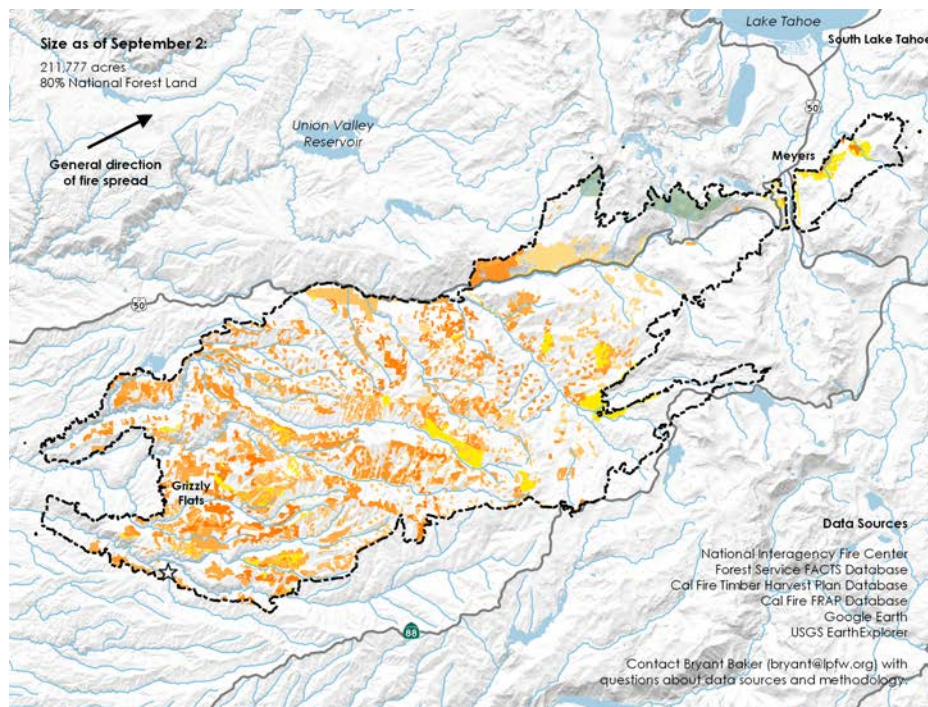 Size as of September 2:
211,777 acres
80% National Forest Land
General direction
of fire spread
Union Valley
Reservoir
Lake Tahoe
South Lake Tahoe
50
Meyers
50
Grizzly
Flats
88
Data Sources
National Interagency Fire Center
Forest Service FACTS Database
Cal Fire Timber Harvest Plan Database
Cal Fire FRAP Database
Google Earth
USGS EarthExplorer
Contact Bryant Baker (bryant@lpfw.org) with
questions about data sources and methodology.